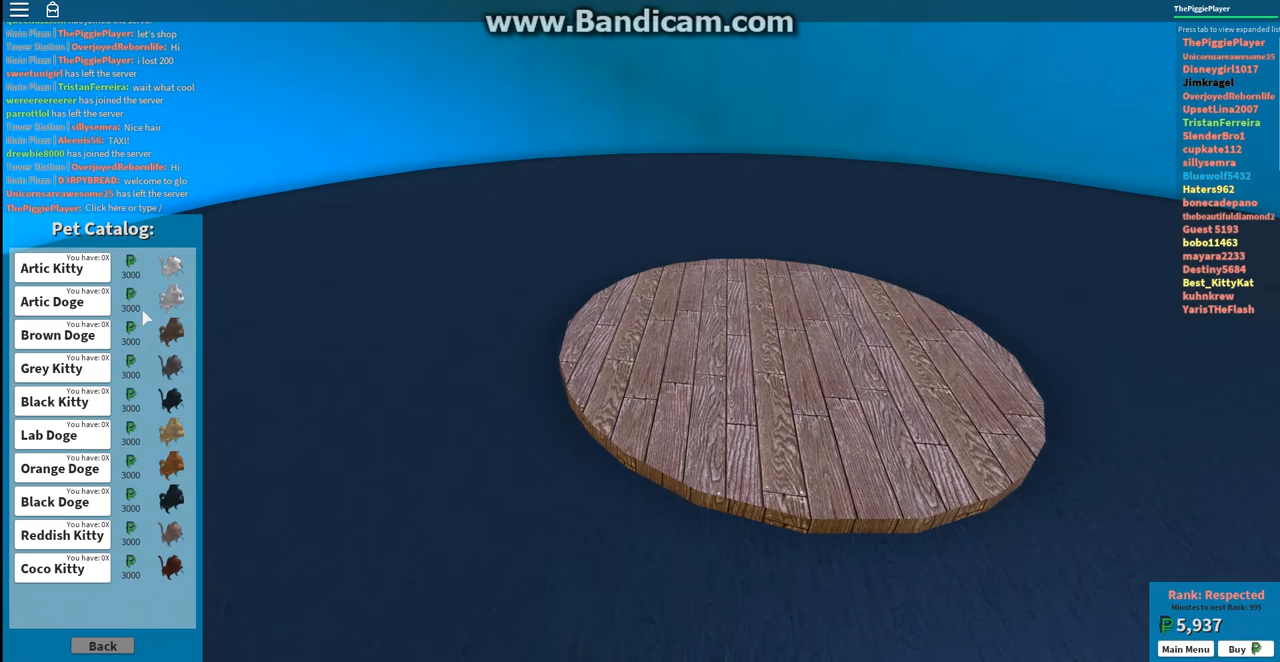 www.Bandicam.com
has joined the server
Main Plaza | ThePiggiePlayer: let's shop
Tower Station | OverjoyedRebornlife: Hi
Main Plaza | ThePiggiePlayer: i lost 200
sweetunigirl has left the server
Main Plaza | TristanFerreira: wait what cool
wereereereerer has joined the server
parrottlol has left the server
Tower Station | sillysemra: Nice hair
Main Plaza | Aleenis56: TAXI!
drewbie8000 has joined the server
Tower Station | OverjoyedRebornlife: Hi
Main Plaza | D3RPYBREAD: welcome to glo
Unicornsareawesome25 has left the server
ThePiggiePlayer: Click here or type /
Pet Catalog:
You have: 0X
Artic Kitty
3000
You have: 0X
Artic Doge
3000
You have: 0X
Brown Doge
3000
You have: 0X
Grey Kitty
3000
You have: 0X
Black Kitty
3000
You have: 0X
Lab Doge
3000
You have: 0X
Orange Doge
3000
You have: 0X
Black Doge
3000
You have: 0X
Reddish Kitty
3000
You have: 0X
Coco Kitty
3000
Back
ThePiggiePlayer
Press tab to view expanded list
ThePiggiePlayer
Unicornsareawesome25
Disneygirl1017
Jimkragel
OverjoyedRebornlife
UpsetLina2007
TristanFerreira
SlenderBro1
cupkate112
sillysemra
Bluewolf5432
Haters962
bonecadepano
thebeautifuldiamond2
Guest 5193
bobo11463
mayara2233
Destiny5684
Best_KittyKat
kuhnkrew
YarisTHeFlash
Rank: Respected
Minutes to next Rank: 995
5,937
Main Menu
Buy